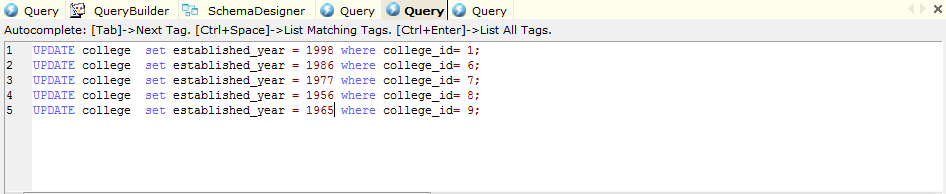 Query QueryBuilder SchemaDesigner Query Query Query
Autocomplete: [Tab]->Next Tag. [Ctrl+Space]->List Matching Tags. [Ctrl+Enter]->List All Tags.
1 UPDATE college  set established_year = 1998 where college_id= 1;
2 UPDATE college  set established_year = 1986 where college_id= 6;
3 UPDATE college  set established_year = 1977 where college_id= 7;
4 UPDATE college  set established_year = 1956 where college_id= 8;
5 UPDATE college  set established_year = 1965 where college_id= 9;